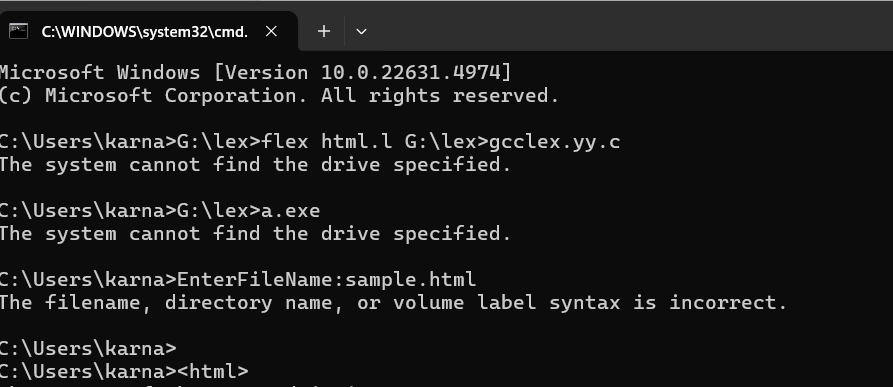 C:\WINDOWS\system32\cmd.
Microsoft Windows [Version 10.0.22631.4974]
(c) Microsoft Corporation. All rights reserved.
C:\Users\karna>G:\lex>flex html.l G:\lex>gcclex.yy.c
The system cannot find the drive specified.
C:\Users\karna>G:\lex>a.exe
The system cannot find the drive specified.
C:\Users\karna>EnterFileName:sample.html
The filename, directory name, or volume label syntax is incorrect.
C:\Users\karna>
C:\Users\karna><html>